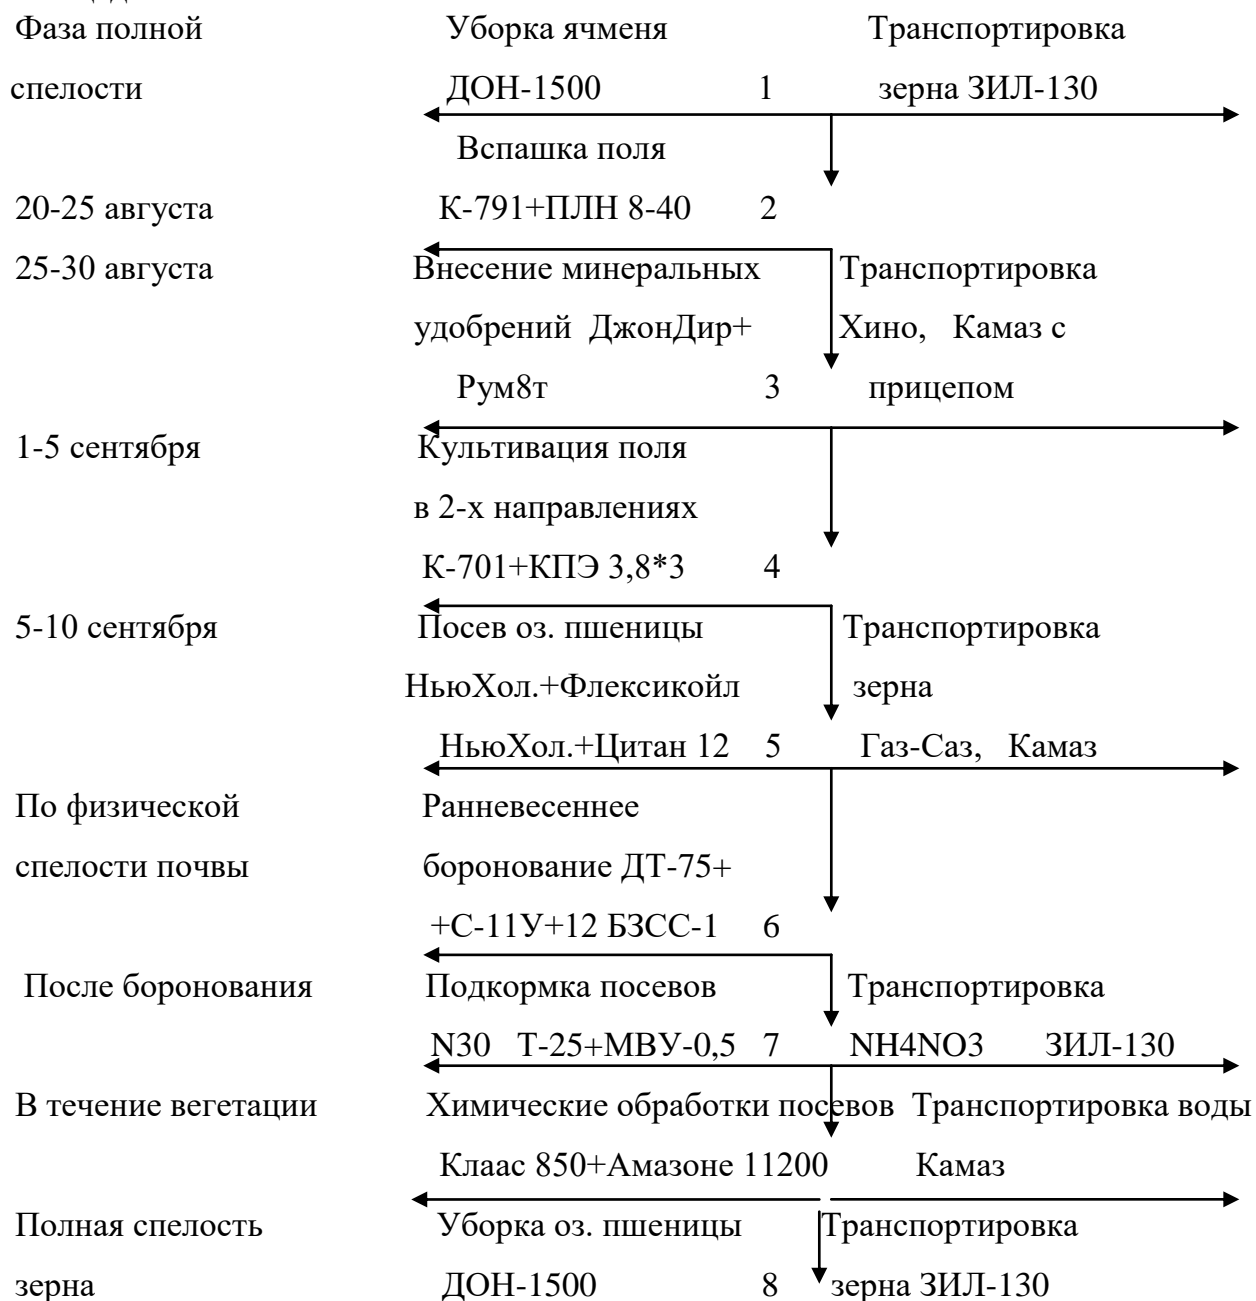 Фаза полной Уборка ячменя Транспортировка
спелости ДОН-1500 1 зерна ЗИЛ-130
Вспашка поля
20-25 августа К-791+ПЛН 8-40 2
25-30 августа Внесение минеральных Транспортировка
удобрений ДжонДир+ Хино, Камаз с
Рум8т 3 прицепом
1-5 сентября Культивация поля
в 2-х направлениях
К-701+КПЭ 3,8*3 4
5-10 сентября Посев оз. пшеницы Транспортировка
НьюХол.+Флексикойл зерна
НьюХол.+Цитан 12 5 Газ-Саз, Камаз
По физической Ранневесеннее
спелости почвы боронование ДТ-75+
+С-11У+12 БЗСС-1 6
После боронования Подкормка посевов Транспортировка
N30 Т-25+МВУ-0,5 7 NH4NO3 ЗИЛ-130
В течение вегетации Химические обработки посевов Транспортировка воды
Клаас 850+Амазоне 11200 Камаз
Полная спелость Уборка оз. пшеницы Транспортировка
зерна ДОН-1500 8 зерна ЗИЛ-130